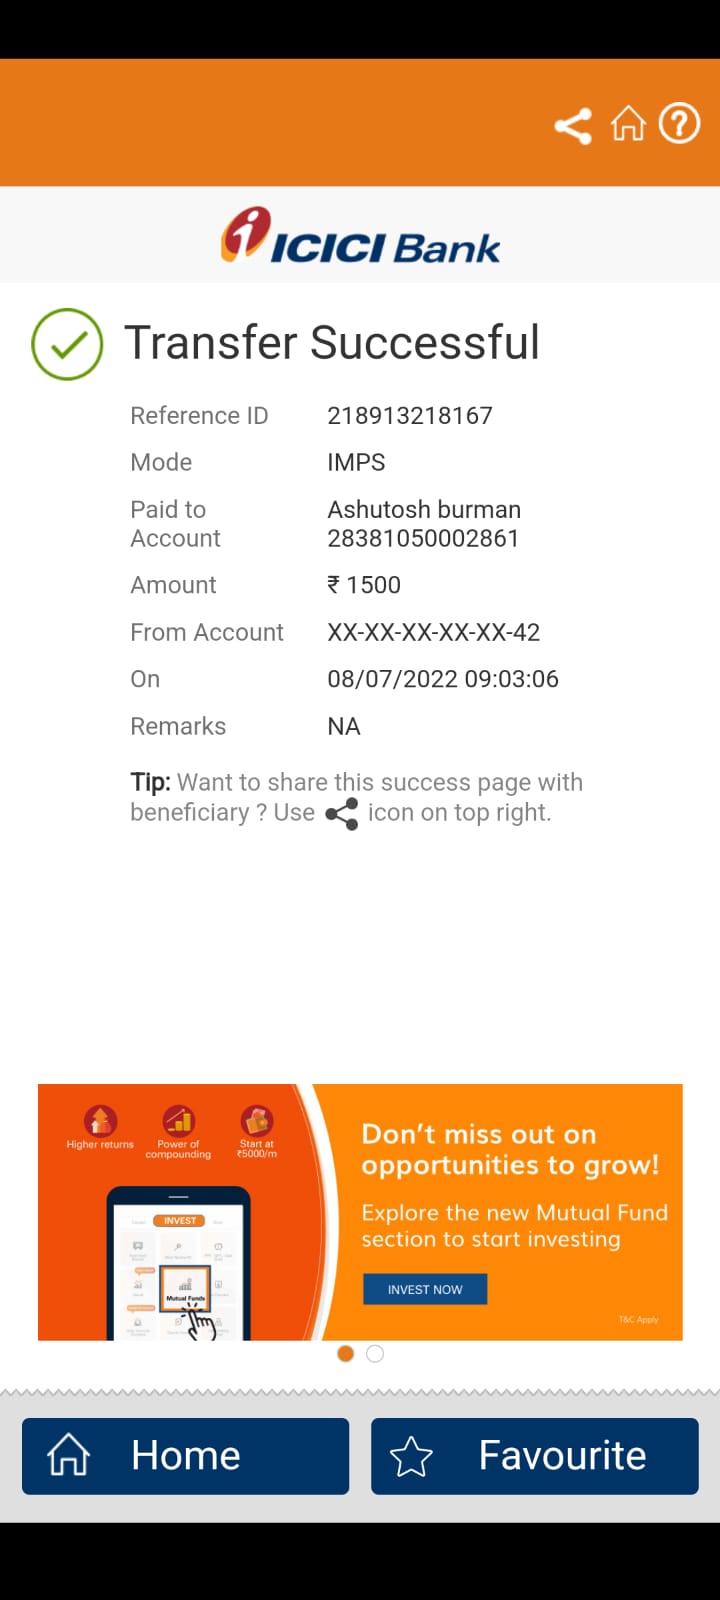 ICICI Bank
Transfer Successful
Reference ID 218913218167
Mode IMPS
Paid to Ashutosh burman
Account 28381050002861
Amount ₹ 1500
From Account XX-XX-XX-XX-XX-42
On 08/07/2022 09:03:06
Remarks NA
Tip: Want to share this success page with
beneficiary ? Use icon on top right.
Higher returns
Power of
compounding
Start at
₹5000/m
INVEST
Mutual Funds
Don't miss out on
opportunities to grow!
Explore the new Mutual Fund
section to start investing
INVEST NOW
T&C Apply
Home
Favourite